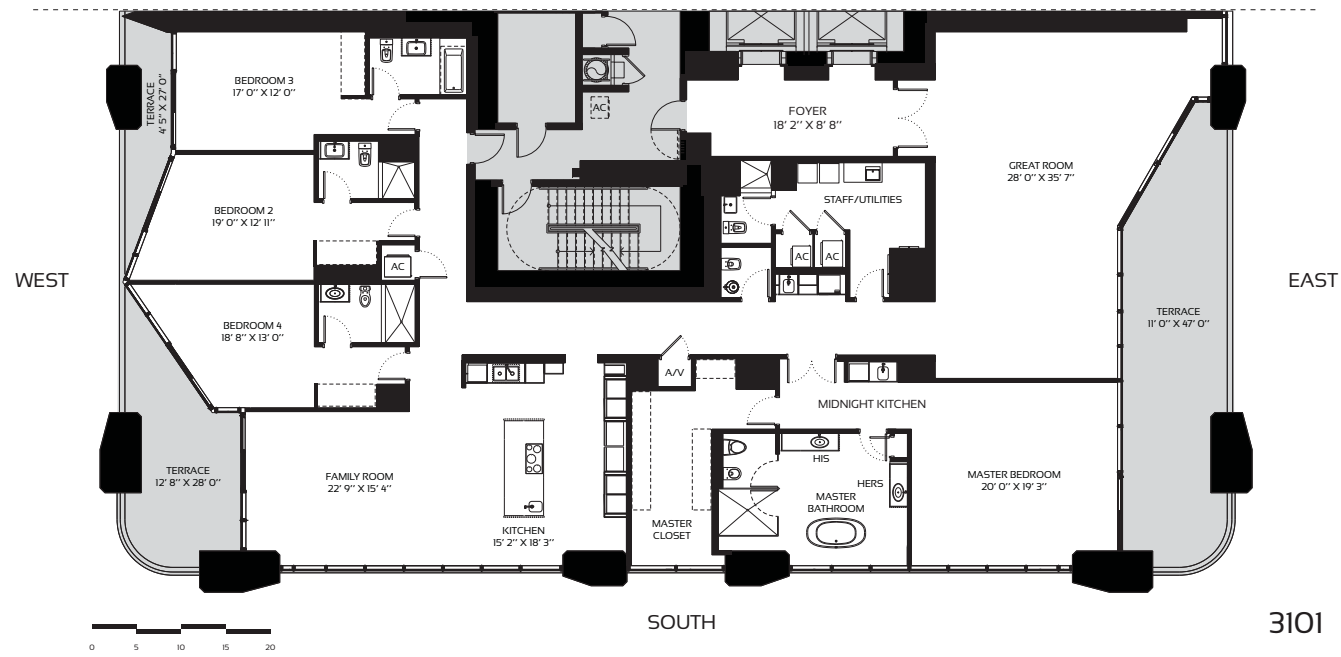 BEDROOM 3
17' 0" X 12' 0"
TERRACE
4' 5" X 27' 0"
AC
FOYER
18' 2" X 8' 8"
GREAT ROOM
28' 0" X 35' 7"
STAFF/UTILITIES
BEDROOM 2
19' 0" X 12' 11"
AC
AC
AC
WEST
EAST
BEDROOM 4
18' 8" X 13' 0"
TERRACE
11' 0" X 47' 0"
A/V
MIDNIGHT KITCHEN
TERRACE
12' 8" X 28' 0"
FAMILY ROOM
22' 9" X 15' 4"
HIS
HERS
MASTER BEDROOM
20' 0" X 19' 3"
MASTER
BATHROOM
KITCHEN
15' 2" X 18' 3"
MASTER
CLOSET
SOUTH
3101
0 5 10 15 20